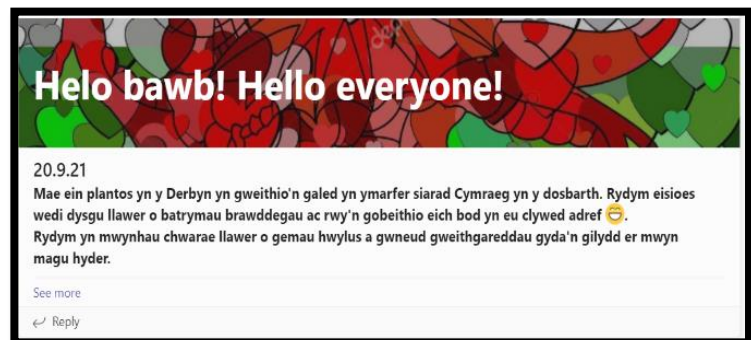 Helo bawb! Hello everyone!
20.9.21
Mae ein plantos yn y Derbyn yn gweithio'n galed yn ymarfer siarad Cymraeg yn y dosbarth. Rydym eisioes
wedi dysgu llawer o batrymau brawddegau ac rwy'n gobeithio eich bod yn eu clywed adref 😁.
Rydym yn mwynhau chwarae llawer o gemau hwylus a gwneud gweithgareddau gyda'n gilydd er mwyn
magu hyder.
See more
Reply